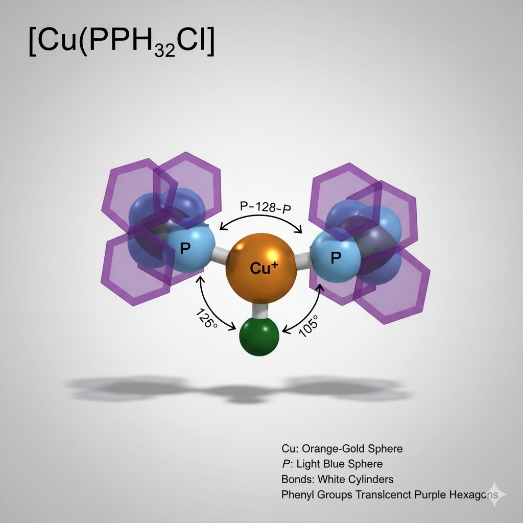 [Cu(PPH₃₂Cl]
P-128-P
P
Cu⁺
P
126°
105°
Cu: Orange-Gold Sphere
P: Light Blue Sphere
Bonds: White Cylinders
Phenyl Groups Translcenct Purple Hexagons